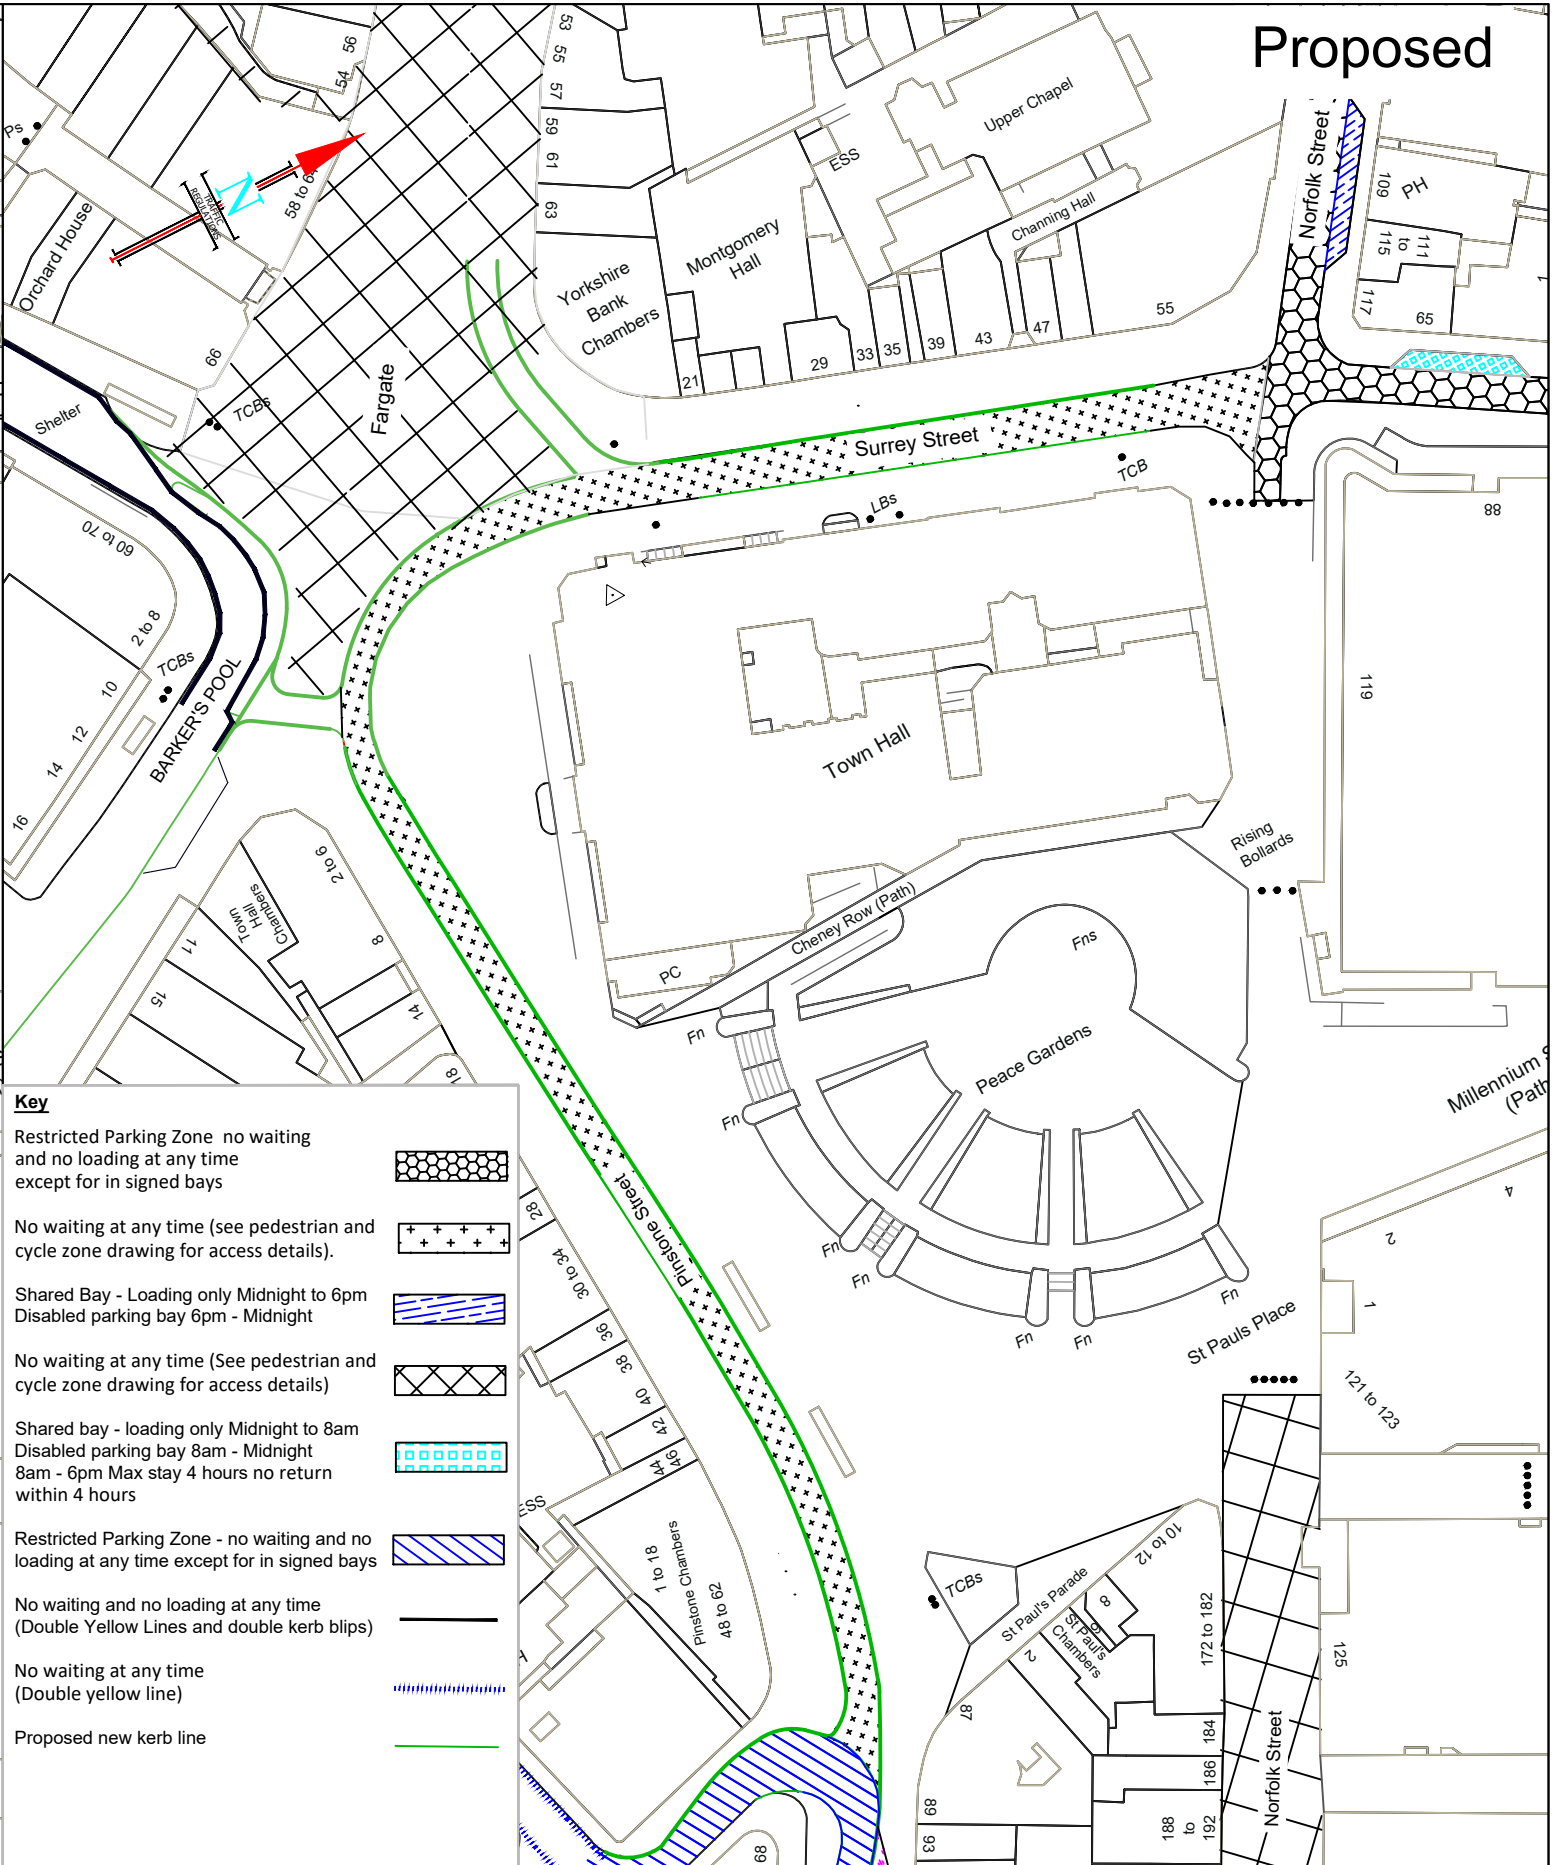 Proposed
53
55
57
59
61
63
56
54
Ps
58 to 6
N
TRAFFIC
REGULATIONS
Orchard House
66
TCBs
Shelter
Fargate
Yorkshire
Bank
Chambers
Montgomery
Hall
ESS
Upper Chapel
Channing Hall
21
29
33
35
39
43
47
55
Norfolk Street
109
PH
111
to
115
117
65
Surrey Street
TCB
LBs
88
60 to 70
2 to 8
TCBs
10
12
14
16
BARKER'S POOL
Town Hall
119
Rising
Bollards
2 to 6
Town
Hall
Chambers
8
11
15
14
18
Cheney Row (Path)
PC
Fn
Fns
Peace Gardens
Fn
Fn
Fn
Fn
Fn
Fn
Millennium S
(Path
4
2
1
St Pauls Place
121 to 123
Pinstone Street
28
30 to 34
36
38
40
42
44
46
ESS
1 to 18
Pinstone Chambers
48 to 62
TCBs
St Paul's Parade
10 to 12
8
6
St Paul's
Chambers
2
87
172 to 182
184
186
188
to
192
89
93
68
125
Norfolk Street
Key
Restricted Parking Zone no waiting
and no loading at any time
except for in signed bays
No waiting at any time (see pedestrian and
cycle zone drawing for access details).
Shared Bay - Loading only Midnight to 6pm
Disabled parking bay 6pm - Midnight
No waiting at any time (See pedestrian and
cycle zone drawing for access details)
Shared bay - loading only Midnight to 8am
Disabled parking bay 8am - Midnight
8am - 6pm Max stay 4 hours no return
within 4 hours
Restricted Parking Zone - no waiting and no
loading at any time except for in signed bays
No waiting and no loading at any time
(Double Yellow Lines and double kerb blips)
No waiting at any time
(Double yellow line)
Proposed new kerb line